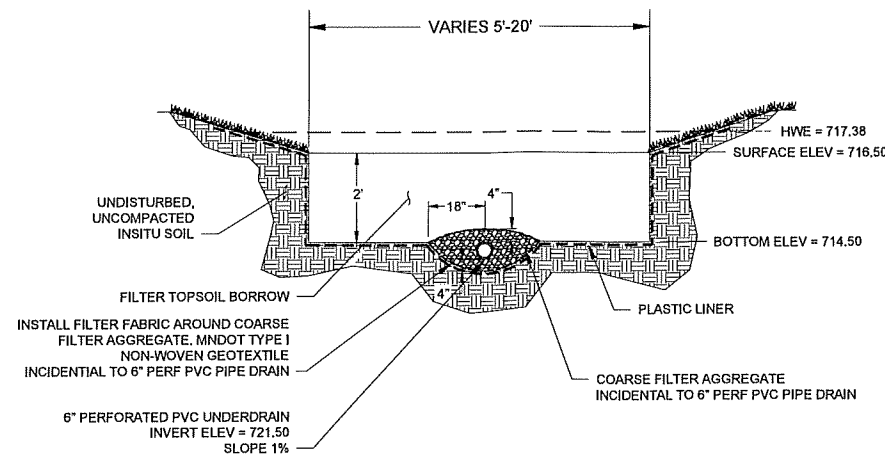 VARIES 5'-20'
HWE = 717.38
SURFACE ELEV = 716.50
2'
18"
4"
UNDISTURBED,
UNCOMPACTED
INSITU SOIL
BOTTOM ELEV = 714.50
4"
FILTER TOPSOIL BORROW
PLASTIC LINER
INSTALL FILTER FABRIC AROUND COARSE
FILTER AGGREGATE, MNDOT TYPE I
NON-WOVEN GEOTEXTILE
INCIDENTIAL TO 6" PERF PVC PIPE DRAIN
COARSE FILTER AGGREGATE
INCIDENTAL TO 6" PERF PVC PIPE DRAIN
6" PERFORATED PVC UNDERDRAIN
INVERT ELEV = 721.50
SLOPE 1%